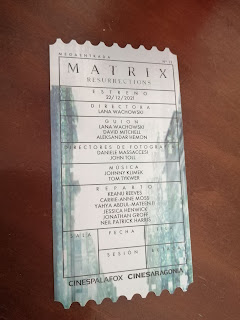 MEGAENTRADA
MATRIX
RESURRECTIONS
ESTRENO
22/12/2021
DIRECTORA
LANA WACHOWSKI
GUION
LANA WACHOWSKI
DAVID MITCHELL
ALEKSANDAR HEMON
DIRECTORES DE FOTOGRAFÍA
DANIELE MASSACCESI
JOHN TOLL
MÚSICA
JOHNNY KLIMEK
TOM TYKWER
REPARTO
KEANU REEVES
CARRIE-ANNE MOSS
YAHYA ABDUL-MATEEN II
JESSICA HENWICK
JONATHAN GROFF
NEIL PATRICK HARRIS
SALA FECHA
SESIÓN
CINESPALAFOX CINESARAGONIA